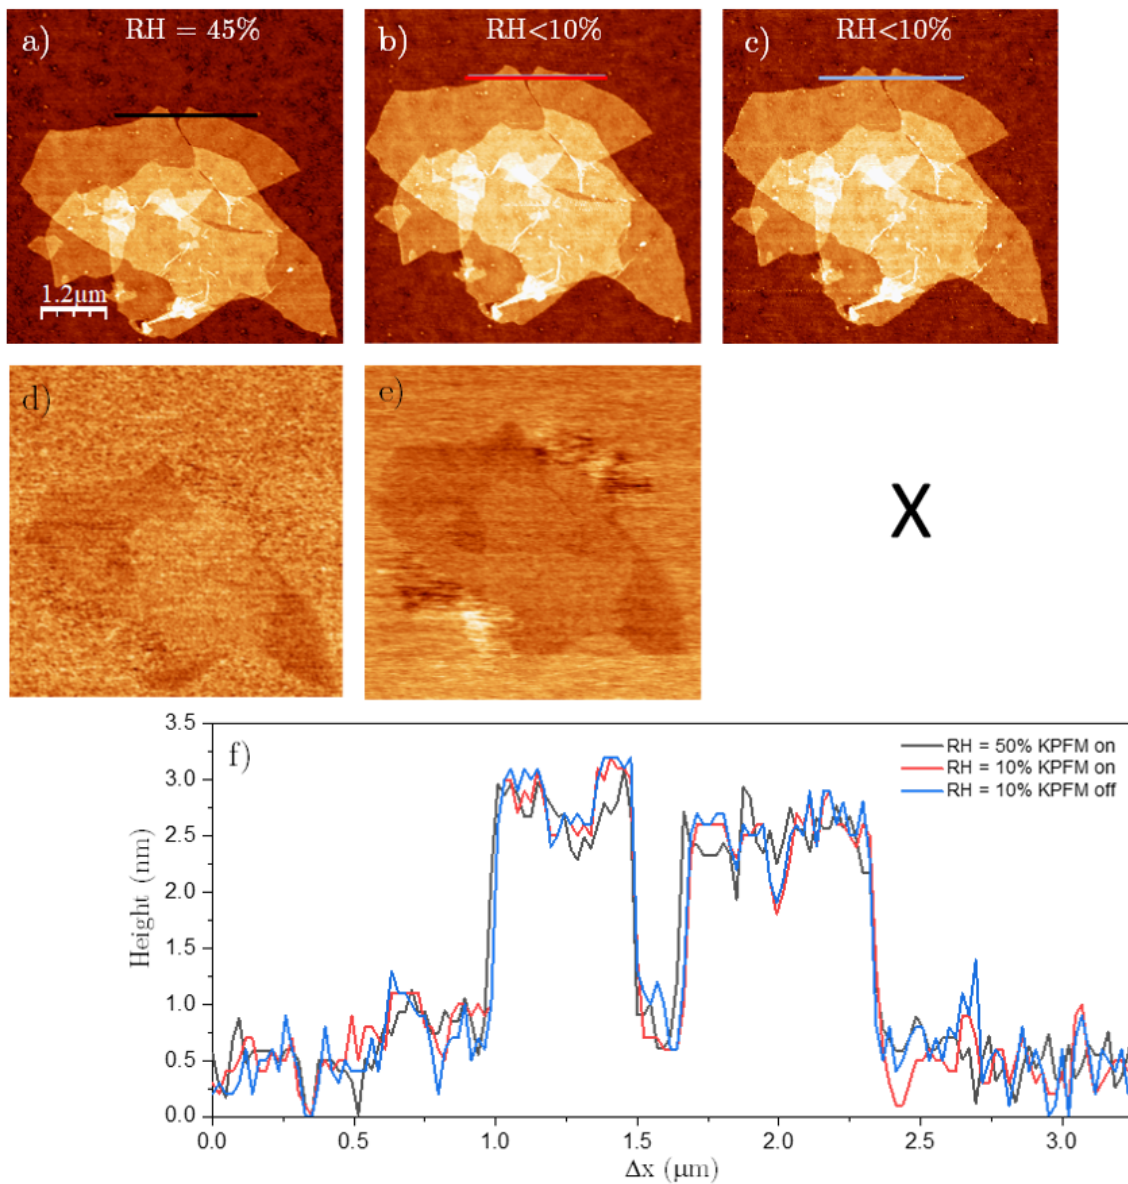 a) RH = 45%
b) RH<10%
c) RH<10%
1.2μm
d)
e)
X
f)
RH = 50% KPFM on
RH = 10% KPFM on
RH = 10% KPFM off
Height (nm)
3.5
3.0
2.5
2.0
1.5
1.0
0.5
0.0
0.0 0.5 1.0 1.5 2.0 2.5 3.0
Δx (μm)